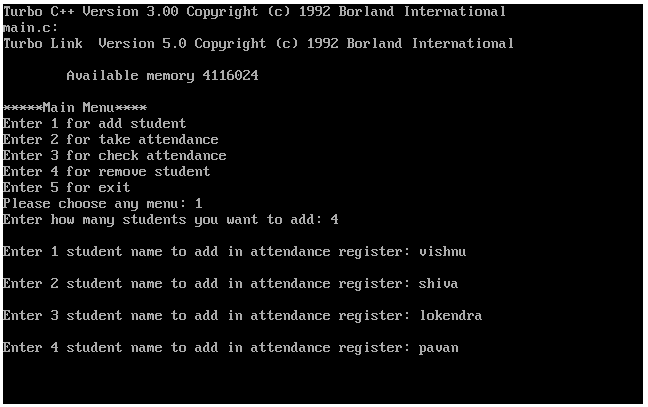 Turbo C++ Version 3.00 Copyright (c) 1992 Borland International
main.c:
Turbo Link  Version 5.0 Copyright (c) 1992 Borland International
Available memory 4116024
*****Main Menu****
Enter 1 for add student
Enter 2 for take attendance
Enter 3 for check attendance
Enter 4 for remove student
Enter 5 for exit
Please choose any menu: 1
Enter how many students you want to add: 4
Enter 1 student name to add in attendance register: vishnu
Enter 2 student name to add in attendance register: shiva
Enter 3 student name to add in attendance register: lokendra
Enter 4 student name to add in attendance register: pavan